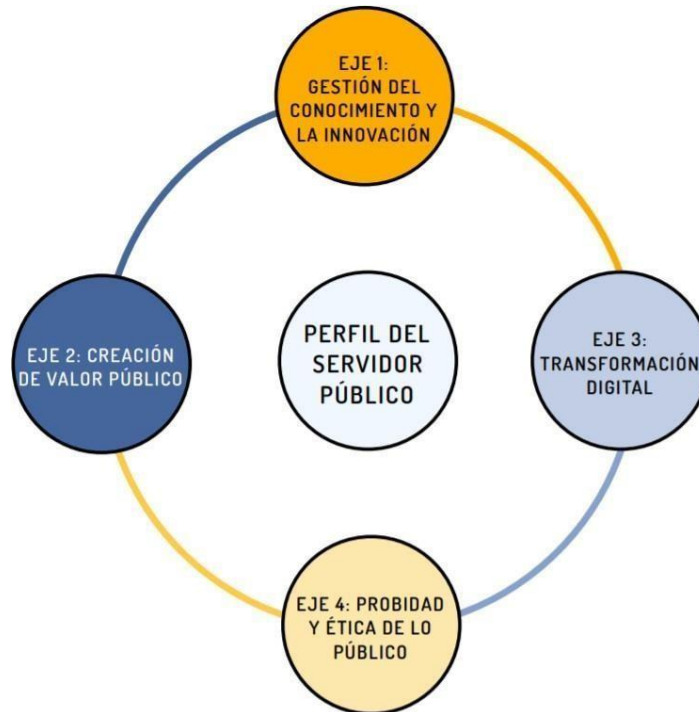 EJE 1:
GESTIÓN DEL
CONOCIMIENTO Y
LA INNOVACIÓN
EJE 2: CREACIÓN
DE VALOR PÚBLICO
PERFIL DEL
SERVIDOR
PÚBLICO
EJE 3:
TRANSFORMACIÓN
DIGITAL
EJE 4: PROBIDAD
Y ÉTICA DE LO
PÚBLICO